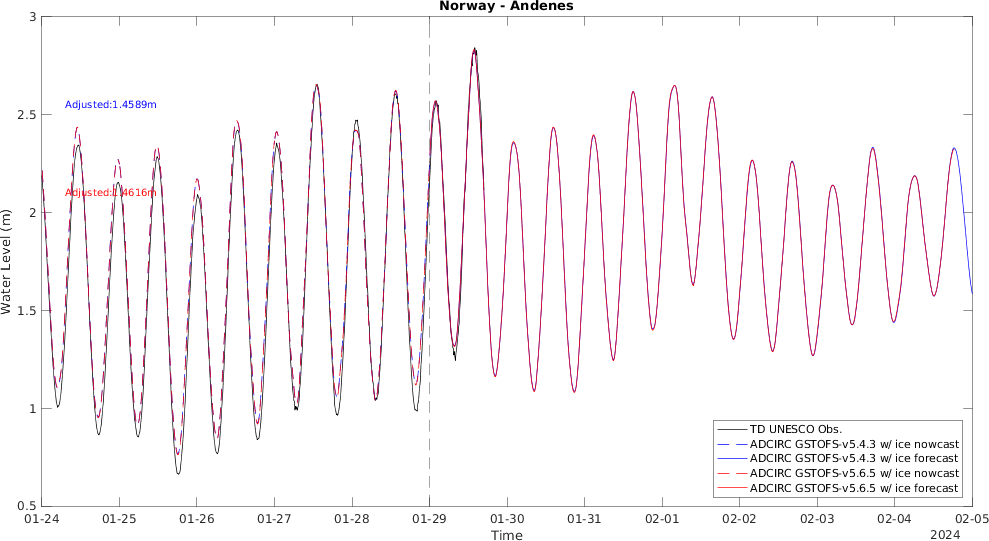 Norway - Andenes
3
2.5
2
1.5
1
0.5
Water Level (m)
Adjusted:1.4589m
Adjusted:1.4616m
TD UNESCO Obs.
ADCIRC GSTOFS-v5.4.3 w/ ice nowcast
ADCIRC GSTOFS-v5.4.3 w/ ice forecast
ADCIRC GSTOFS-v5.6.5 w/ ice nowcast
ADCIRC GSTOFS-v5.6.5 w/ ice forecast
01-24 01-25 01-26 01-27 01-28 01-29 01-30 01-31 02-01 02-02 02-03 02-04 02-05
Time
2024